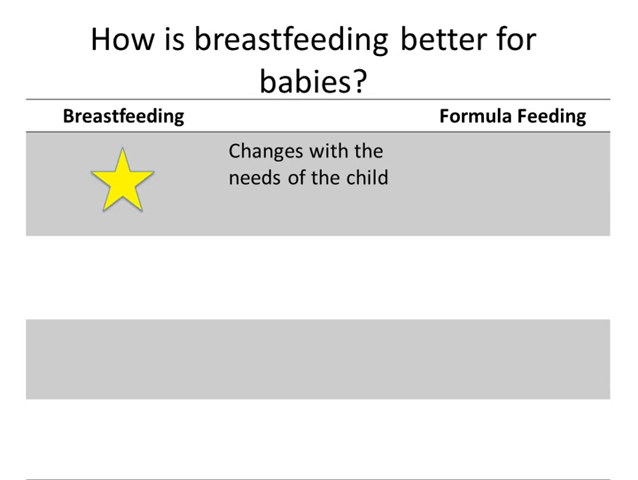 How is breastfeeding better for
babies?
Breastfeeding
Formula Feeding
Changes with the
needs of the child